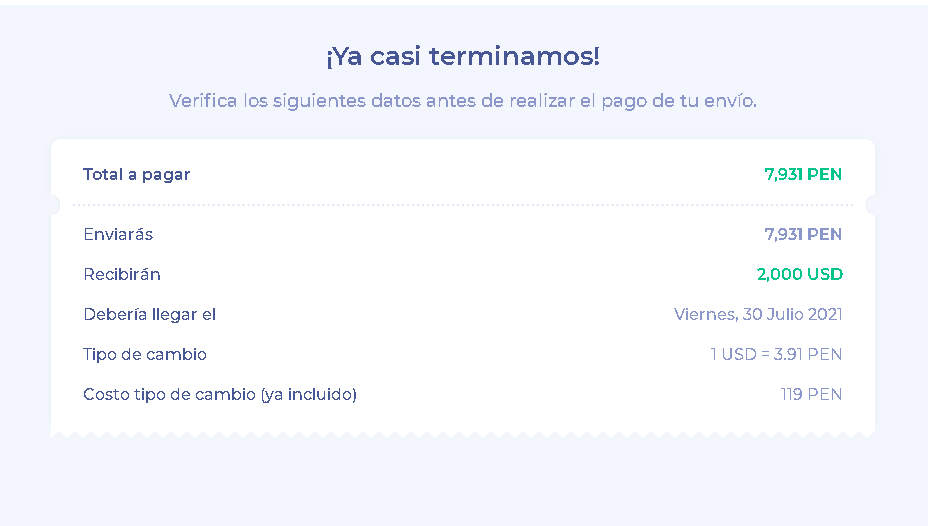 ¡Ya casi terminamos!
Verifica los siguientes datos antes de realizar el pago de tu envío.
Total a pagar 7,931 PEN
Enviarás 7,931 PEN
Recibirán 2,000 USD
Debería llegar el Viernes, 30 Julio 2021
Tipo de cambio 1 USD = 3.91 PEN
Costo tipo de cambio (ya incluido) 119 PEN